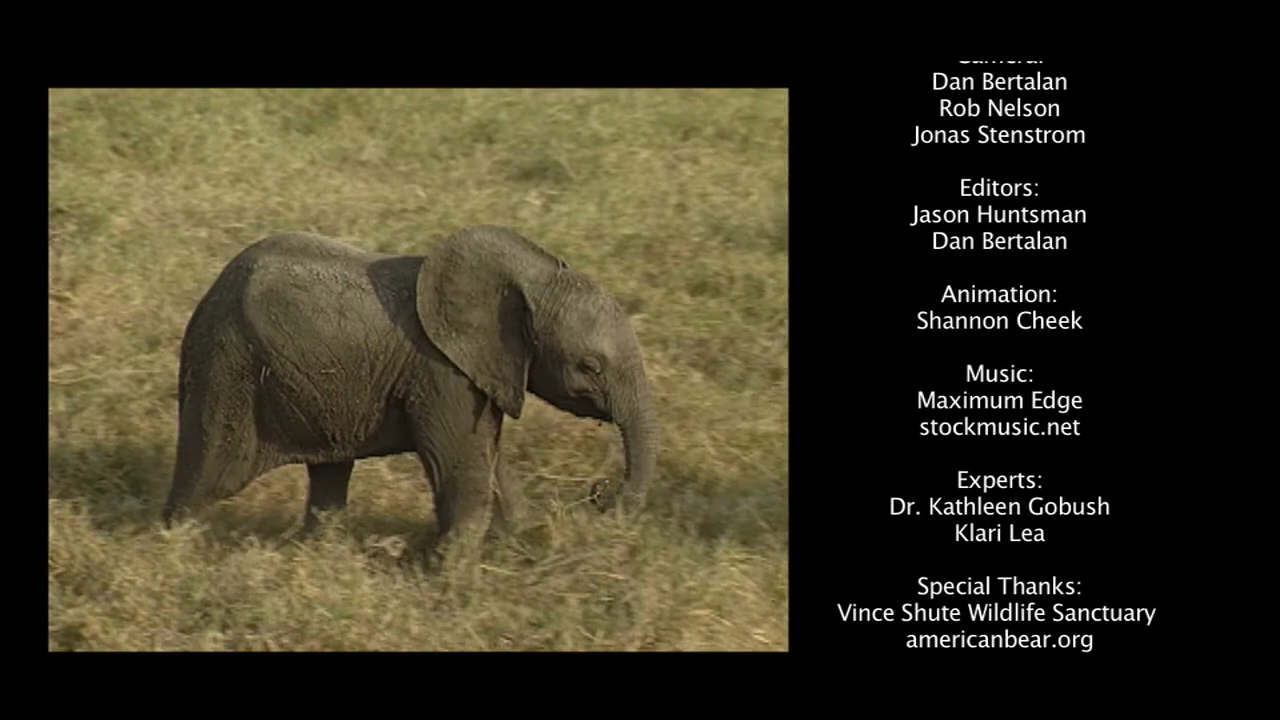 Dan Bertalan
Rob Nelson
Jonas Stenstrom
Editors:
Jason Huntsman
Dan Bertalan
Animation:
Shannon Cheek
Music:
Maximum Edge
stockmusic.net
Experts:
Dr. Kathleen Gobush
Klari Lea
Special Thanks:
Vince Shute Wildlife Sanctuary
americanbear.org